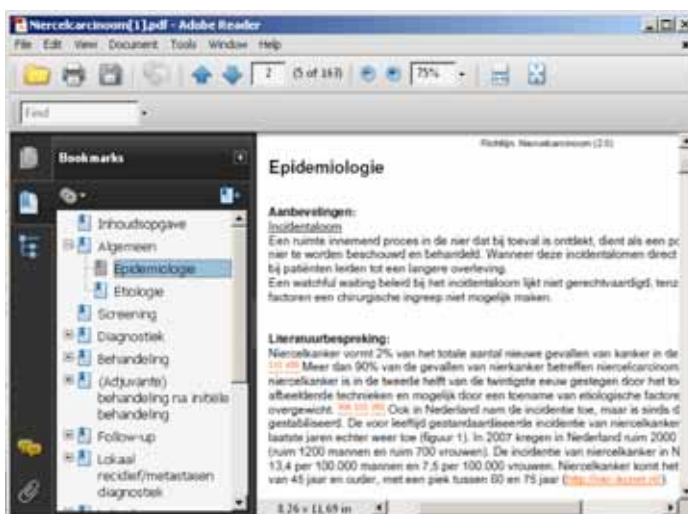 Niercelcarcinoom[1].pdf - Adobe Reader
File Edit View Document Tools Window Help
2 (5 of 163) 75%
Find
Bookmarks
Inhoudsopgave
Algemeen
Epidemiologie
Etiologie
Screening
Diagnostiek
Behandeling
(Adjuvante)
behandeling na initiële
behandeling
Follow-up
Lokaal
recidief/metastasen
diagnostiek
Richtlijn: Niercelcarcinoom (2.0)
Epidemiologie
Aanbevelingen:
Incidentaloom
Een ruimte innemend proces in de nier dat bij toeval is ontdekt, dient als een
nier te worden beschouwd en behandeld. Wanneer deze incidentalomen direct
bij patiënten leiden tot een langere overleving.
Een watchful waiting beleid bij het incidentaloom lijkt niet gerechtvaardigd, tenz
factoren een chirurgische ingreep niet mogelijk maken.
Literatuurbespreking:
Niercelkanker vormt 2% van het totale aantal nieuwe gevallen van kanker in de
Meer dan 90% van de gevallen van nierkanker betreffen niercelcarcinom
niercelkanker is in de tweede helft van de twintigste eeuw gestegen door het to
afbeeldende technieken en mogelijk door een toename van etiologische factore
overgewicht. Ook in Nederland nam de incidentie toe, maar is sinds d
gestabiliseerd. De voor leeftijd gestandaardiseerde incidentie van nierkanker
laatste jaren echter weer toe (figuur 1). In 2007 kregen in Nederland ruim 2000
(ruim 1200 mannen en ruim 700 vrouwen). De incidentie van nierkanker in N
13,4 per 100.000 mannen en 7,5 per 100.000 vrouwen. Niercelkanker komt het
van 45 jaar en ouder, met een piek tussen 60 en 75 jaar
8,26 x 11,69 in